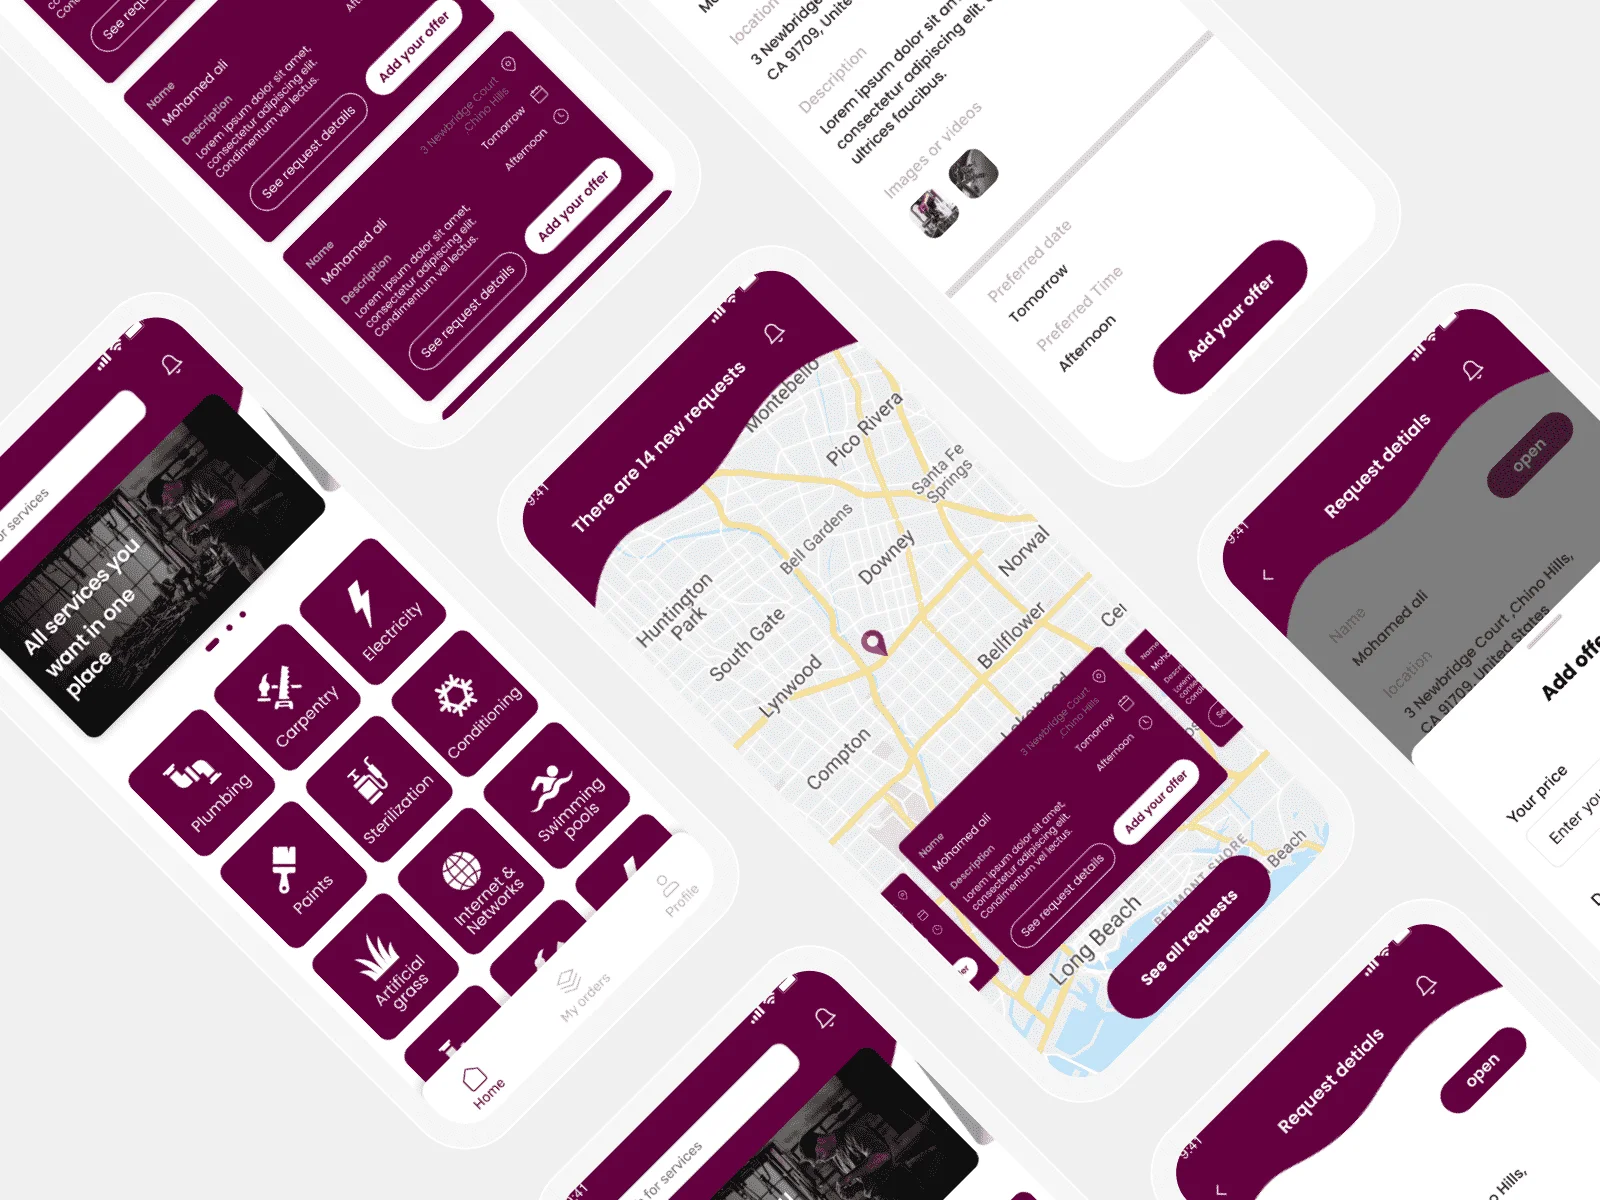 See reque
Add your offer
Name
Mohamed ali
Description
Lorem ipsum dolor sit amet,
consectetur adipiscing elit.
Condimentum vel lectus.
See request details
Add your offer
3 Newbridge Court
,Chino Hills
Tomorrow
Afternoon
Name
Mohamed ali
Description
Lorem ipsum dolor sit amet,
consectetur adipiscing elit.
Condimentum vel lectus.
See request details
Add your offer
location
3 Newbridge
CA 91709, Unite
Description
Lorem ipsum dolor sit am
consectetur adipiscing elit.
ultrices faucibus.
Images or videos
Preferred date
Tomorrow
Preferred Time
Afternoon
Add your offer
or services
All services you
want in one
place
Electricity
Carpentry
Conditioning
Plumbing
Sterilization
Swimming
pools
Paints
Internet &
Networks
Artificial
grass
Home
My orders
Profile
9:41
There are 14 new requests
Montebello
Pico Rivera
Santa Fe
Springs
Bell Gardens
Downey
Norwal
Huntington
Park
South Gate
Bellflower
Cer
Lynwood
Compton
Long Beach
BELMONT SHORE
Beach
3 Newbridge Court
,Chino Hills
Tomorrow
Afternoon
Name
Mohamed ali
Description
Lorem ipsum dolor sit amet,
consectetur adipiscing elit.
Condimentum vel lectus.
See request details
Add your offer
See all requests
9:41
Request detials
open
Name
Mohamed ali
location
3 Newbridge Court ,Chino Hills,
CA 91709, United States
Add offe
Your price
Enter you
9:41
Request detials
open
for services